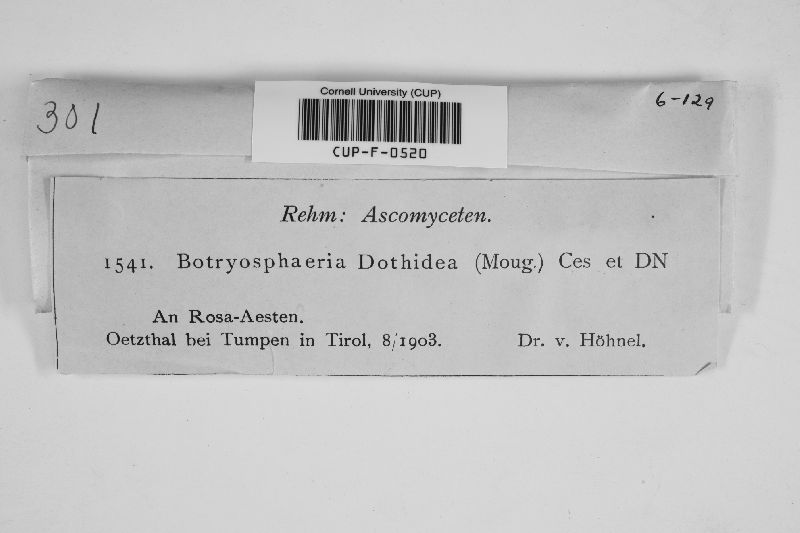 Cornell University (CUP)
301
6-129
CUP-F-0520
Rehm: Ascomyceten.
1541. Botryosphaeria Dothidea (Moug.) Ces et DN
An Rosa-Aesten.
Oetzthal bei Tumpen in Tirol, 8/1903. Dr. v. Höhnel.